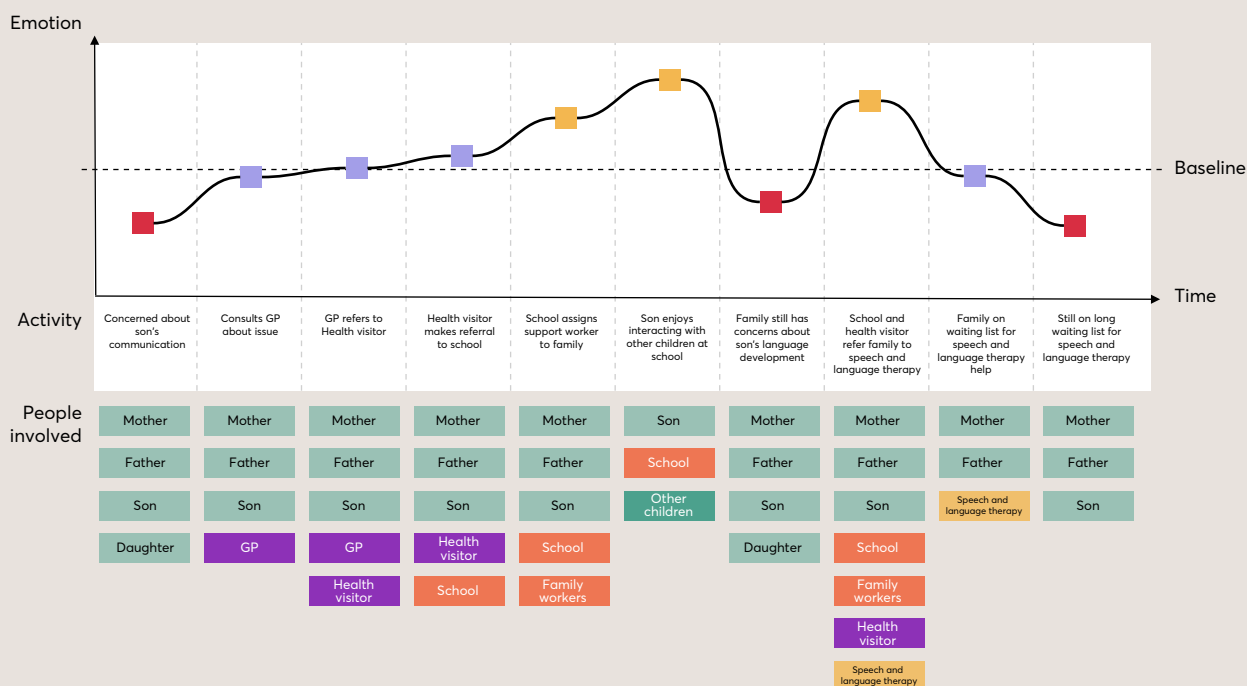 Emotion
Baseline
Time
Activity
Concerned about
son's
communication
Consults GP
about issue
GP refers to
Health visitor
Health visitor
makes referral
to school
School assigns
support worker
to family
Son enjoys
interacting with
other children at
school
Family still has
concerns about
son's language
development
School and
health visitor
refer family to
speech and
language therapy
Family on
waiting list for
speech and
language therapy
help
Still on long
waiting list for
speech and
language therapy
People
involved
Mother
Mother
Mother
Mother
Mother
Son
Mother
Mother
Mother
Mother
Father
Father
Father
Father
Father
School
Father
Father
Father
Father
Son
Son
Son
Son
Son
Other
children
Son
Son
Speech and
language therapy
Son
Daughter
GP
GP
Health
visitor
School
Daughter
School
Health
visitor
School
Family
workers
Family
workers
Health
visitor
Speech and
language therapy